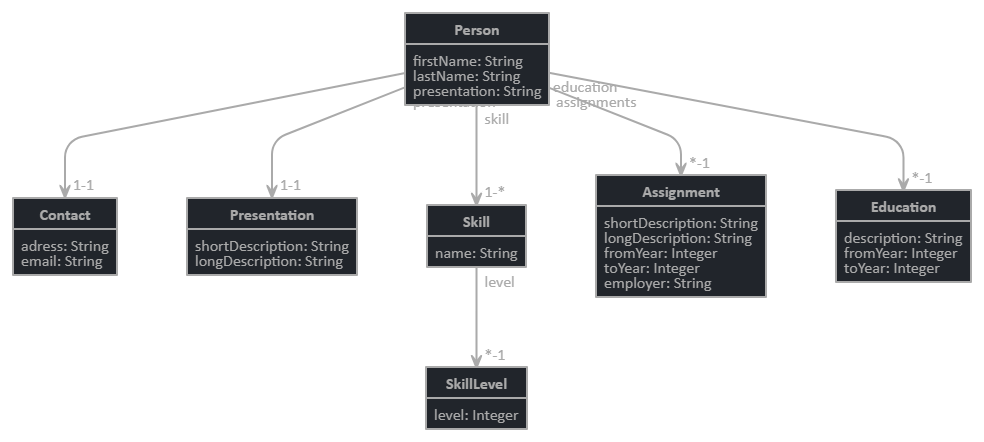 Person
firstName: String
lastName: String
presentation: String
education
presentation
assignments
skill
1-1
1-1
1-*
*-1
*-1
Contact
adress: String
email: String
Presentation
shortDescription: String
longDescription: String
Skill
name: String
Assignment
shortDescription: String
longDescription: String
fromYear: Integer
toYear: Integer
employer: String
Education
description: String
fromYear: Integer
toYear: Integer
level
*-1
SkillLevel
level: Integer